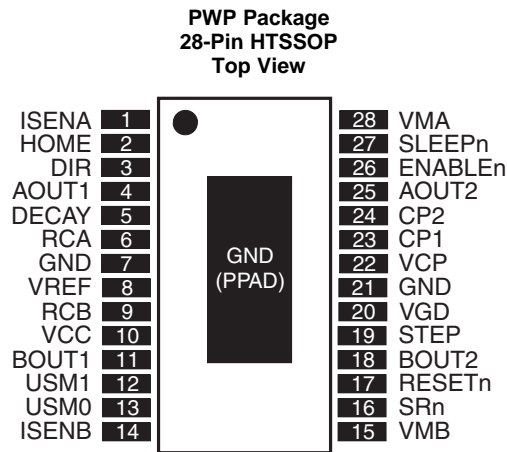 PWP Package
28-Pin HTSSOP
Top View
ISENA 1 28 VMA
HOME 2 27 SLEEPn
DIR 3 26 ENABLEn
AOUT1 4 25 AOUT2
DECAY 5 24 CP2
RCA 6 23 CP1
GND 7 22 VCP
VREF 8 21 GND
RCB 9 20 VGD
VCC 10 19 STEP
BOUT1 11 18 BOUT2
USM1 12 17 RESETn
USM0 13 16 SRn
ISENB 14 15 VMB
GND
(PPAD)